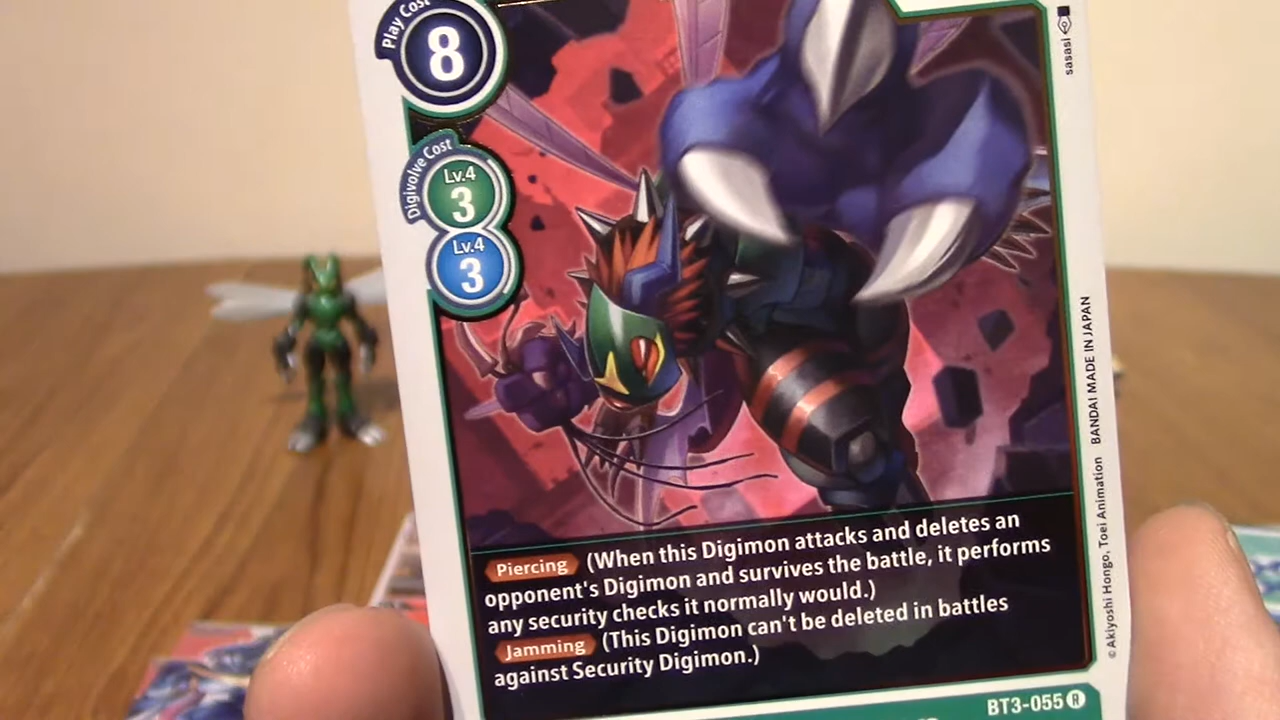 Play Cost
8
Digivolve Cost
Lv.4
3
Lv.4
3
sasasi
BANDAI MADE IN JAPAN
© Akiyoshi Hongo, Toei Animation
Piercing (When this Digimon attacks and deletes an
opponent's Digimon and survives the battle, it performs
any security checks it normally would.)
Jamming (This Digimon can't be deleted in battles
against Security Digimon.)
BT3-055 R